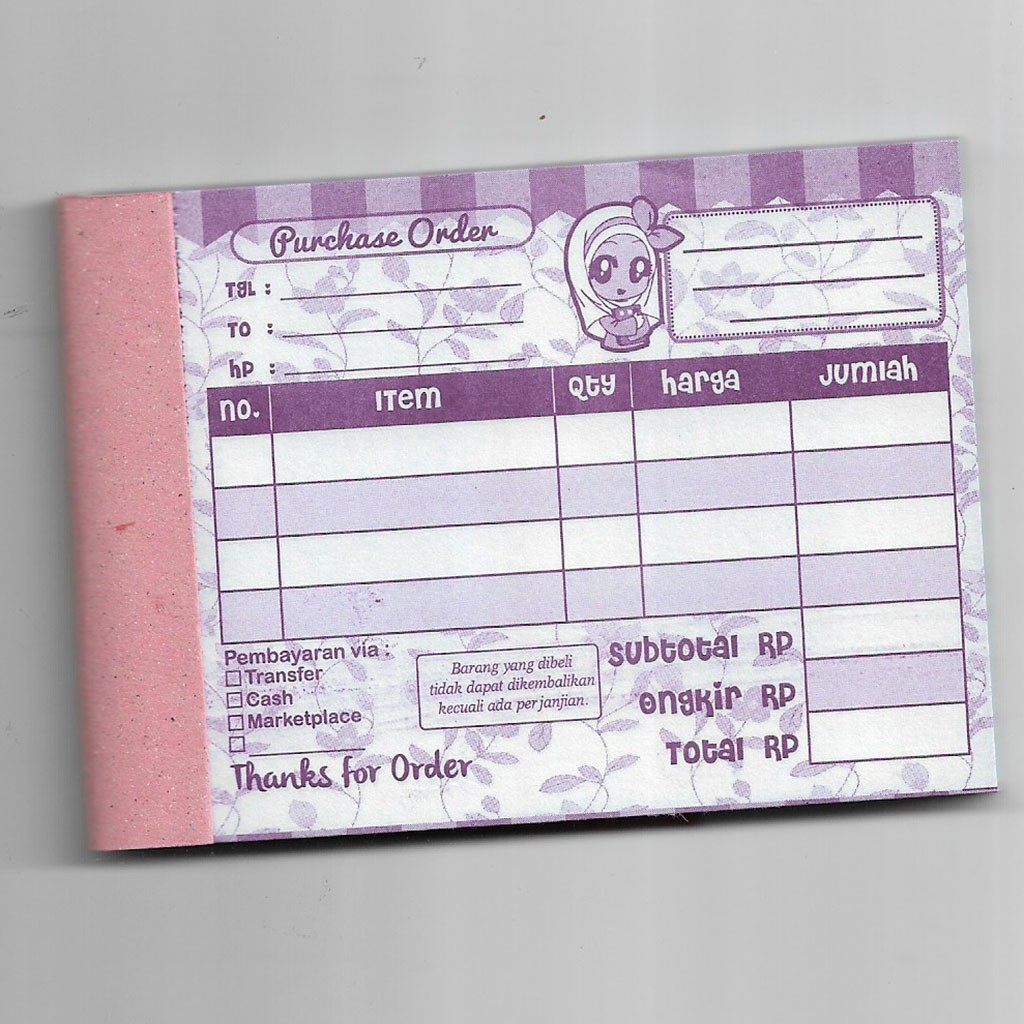 Purchase Order
TGL :
TO :
hp :
no. Item Qty harga Jumlah
Pembayaran via :
Transfer
Cash
Marketplace
Barang yang dibeli
tidak dapat dikembalikan
kecuali ada perjanjian.
Subtotal RP
Ongkir RP
Total RP
Thanks for Order